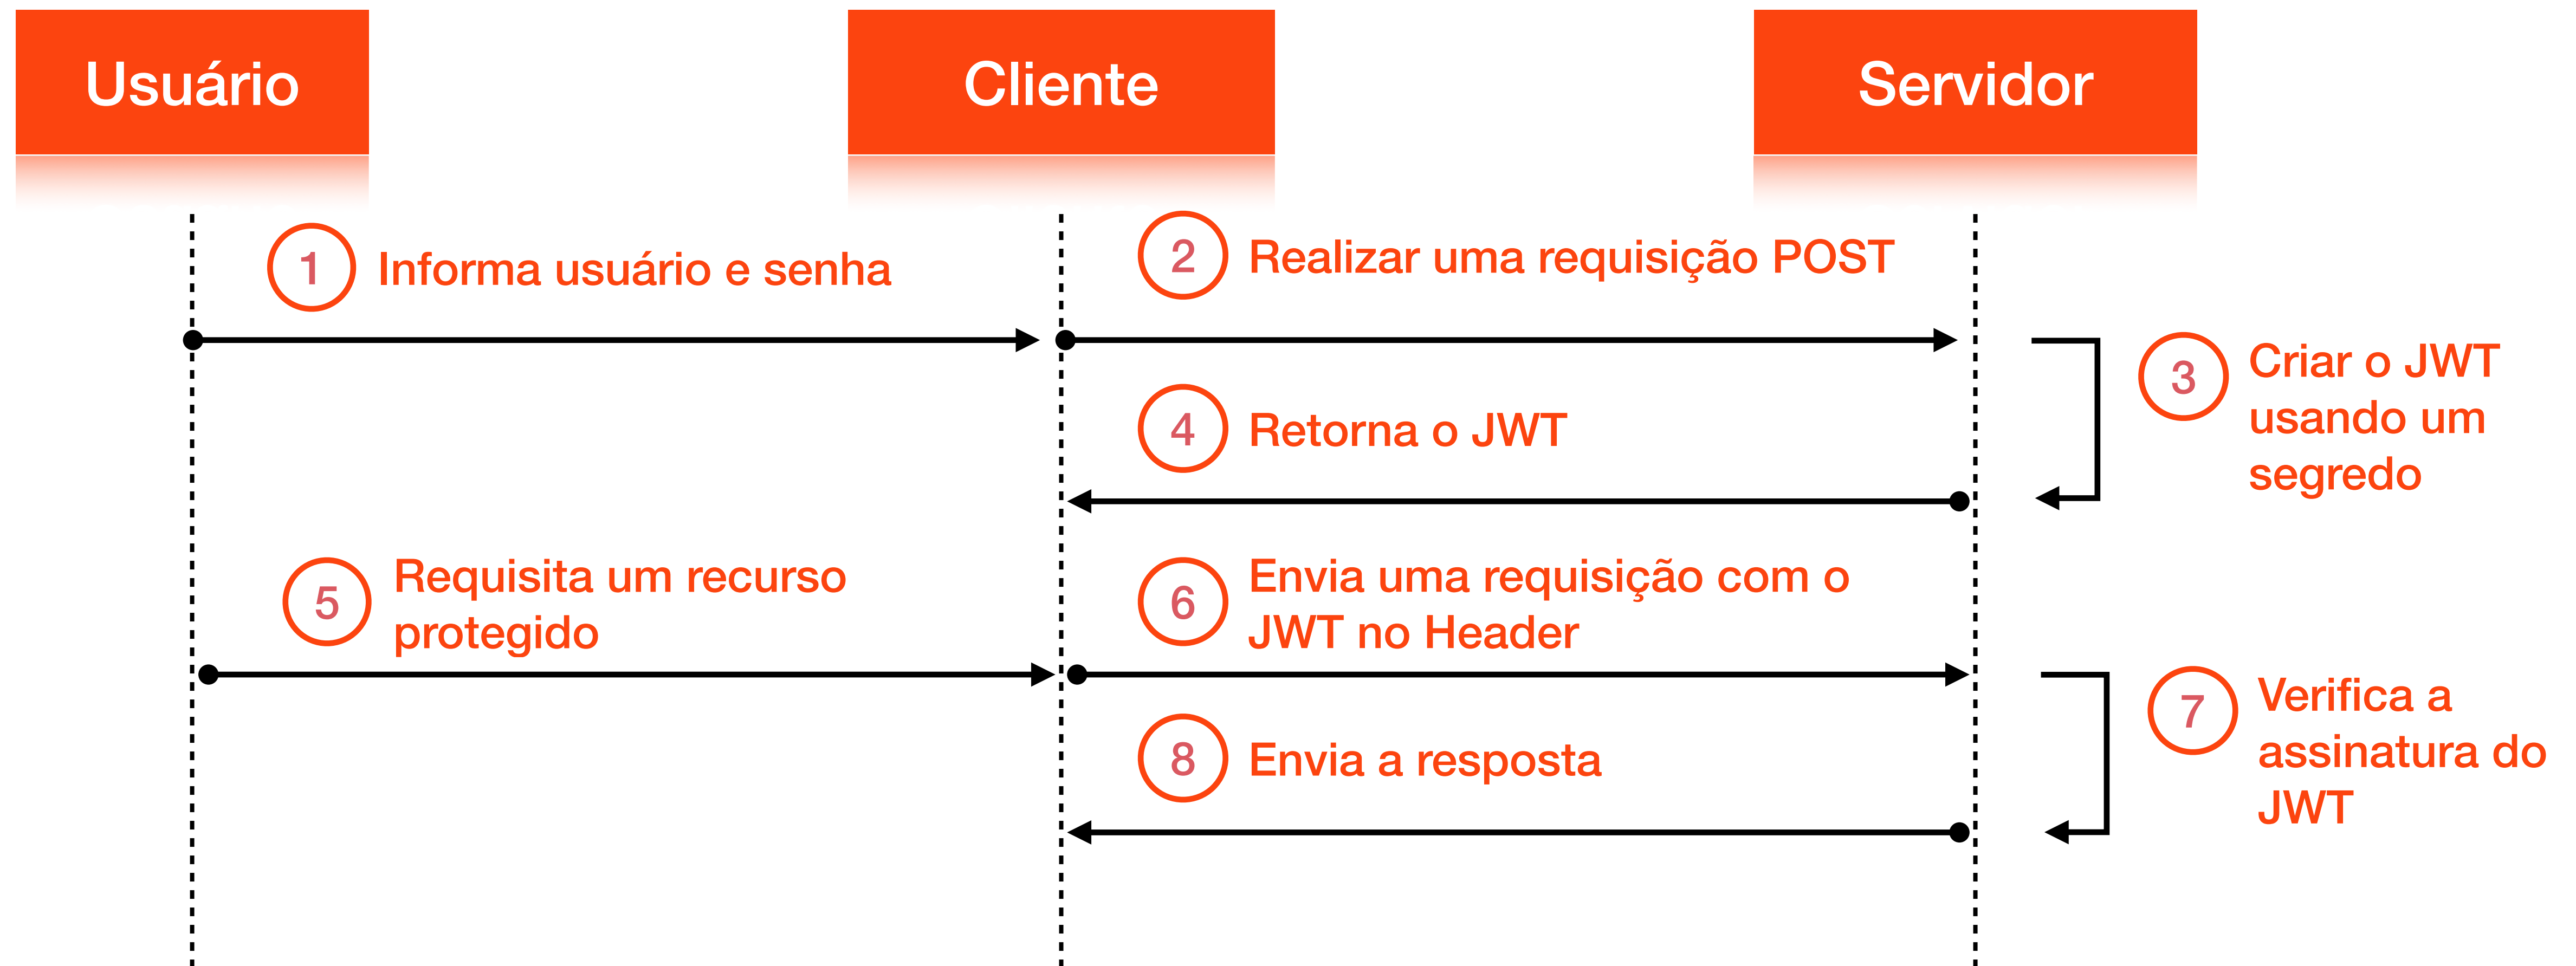 Usuário
Cliente
Servidor
1
Informa usuário e senha
2
Realizar uma requisição POST
3
Criar o JWT
usando um
segredo
4
Retorna o JWT
5
Requisita um recurso
protegido
6
Envia uma requisição com o
JWT no Header
7
Verifica a
assinatura do
JWT
8
Envia a resposta